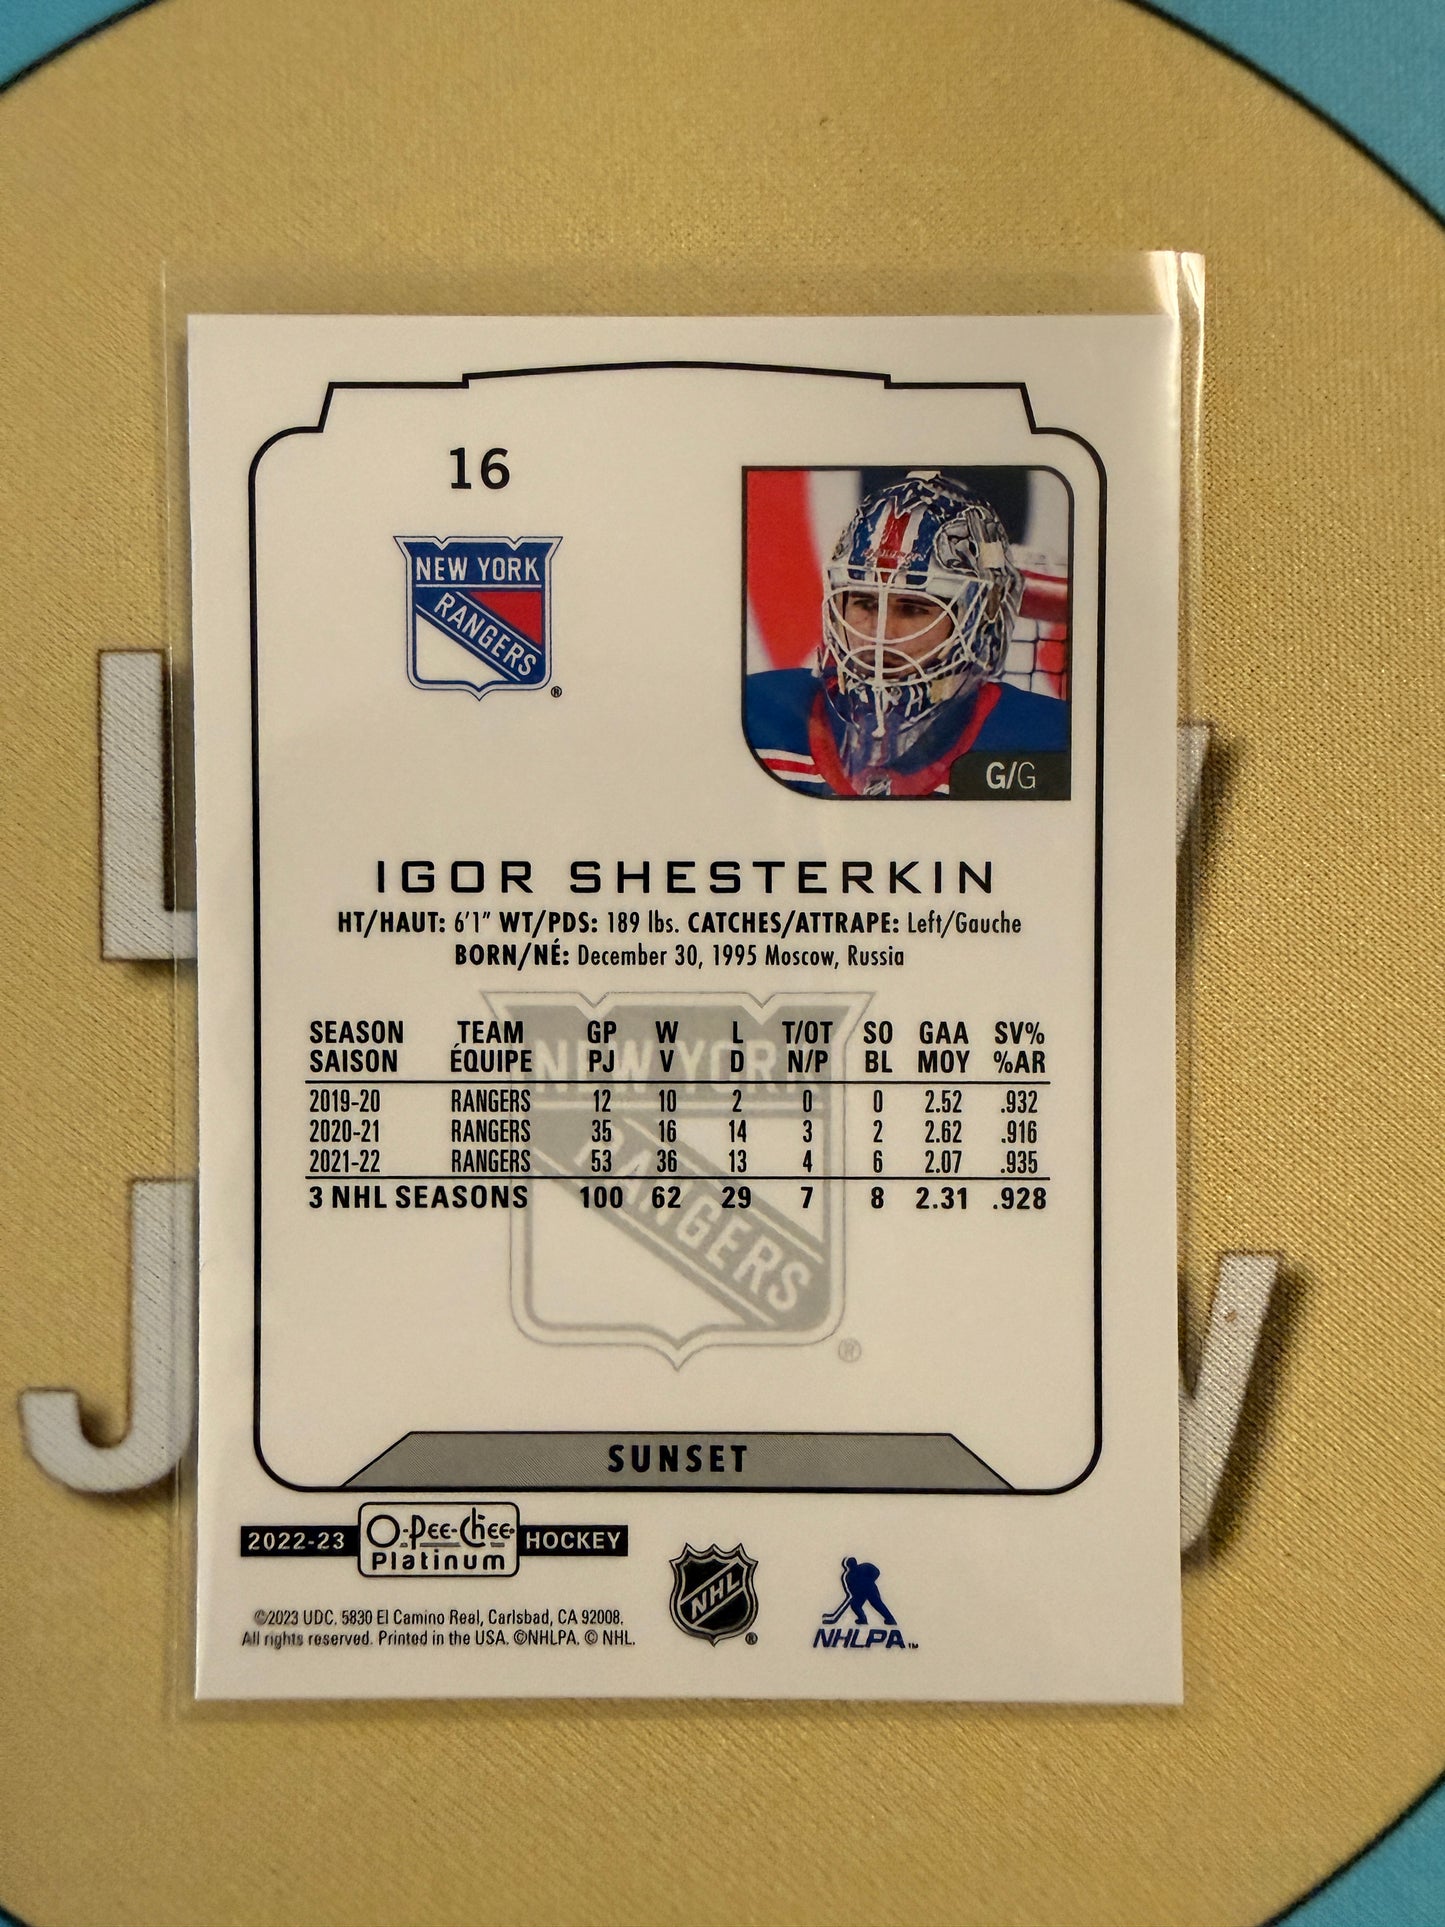 16
NEW YORK
RANGERS
®
G/G
IGOR SHESTERKIN
HT/HAUT: 6'1" WT/PDS: 189 lbs. CATCHES/ATTRAPE: Left/Gauche
BORN/NÉ: December 30, 1995 Moscow, Russia
NEW YORK
RANGERS
®
SEASON TEAM GP W L T/OT SO GAA SV%
SAISON ÉQUIPE PJ V D N/P BL MOY %AR
2019-20 RANGERS 12 10 2 0 0 2.52 .932
2020-21 RANGERS 35 16 14 3 2 2.62 .916
2021-22 RANGERS 53 36 13 4 6 2.07 .935
3 NHL SEASONS 100 62 29 7 8 2.31 .928
SUNSET
2022-23 O-Pee-Chee HOCKEY
Platinum
©2023 UDC. 5830 El Camino Real, Carlsbad, CA 92008.
All rights reserved. Printed in the USA. ©NHLPA. © NHL.
NHL
®
NHLPA™